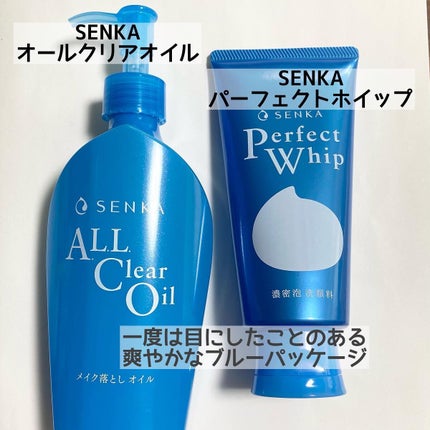 SENKA
オールクリアオイル
SENKA
パーフェクトホイップ
SENKA
Perfect
Whip
濃密泡 洗顔料
SENKA
A.L.L.
Clear
Oil
メイク落とし オイル
一度は目にしたことのある
爽やかなブルーパッケージ